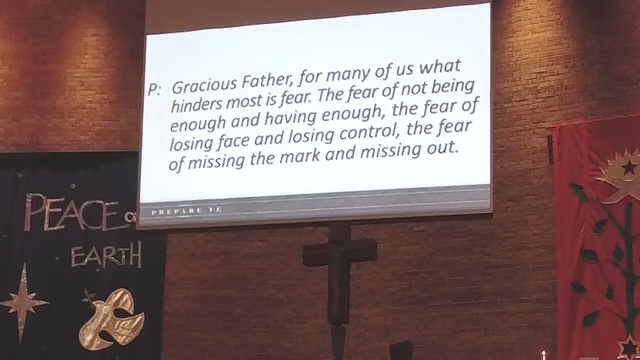 P: Gracious Father, for many of us what
hinders most is fear. The fear of not being
enough and having enough, the fear of
losing face and losing control, the fear
of missing the mark and missing out.
PREPARE YE
PEACE on
EARTH